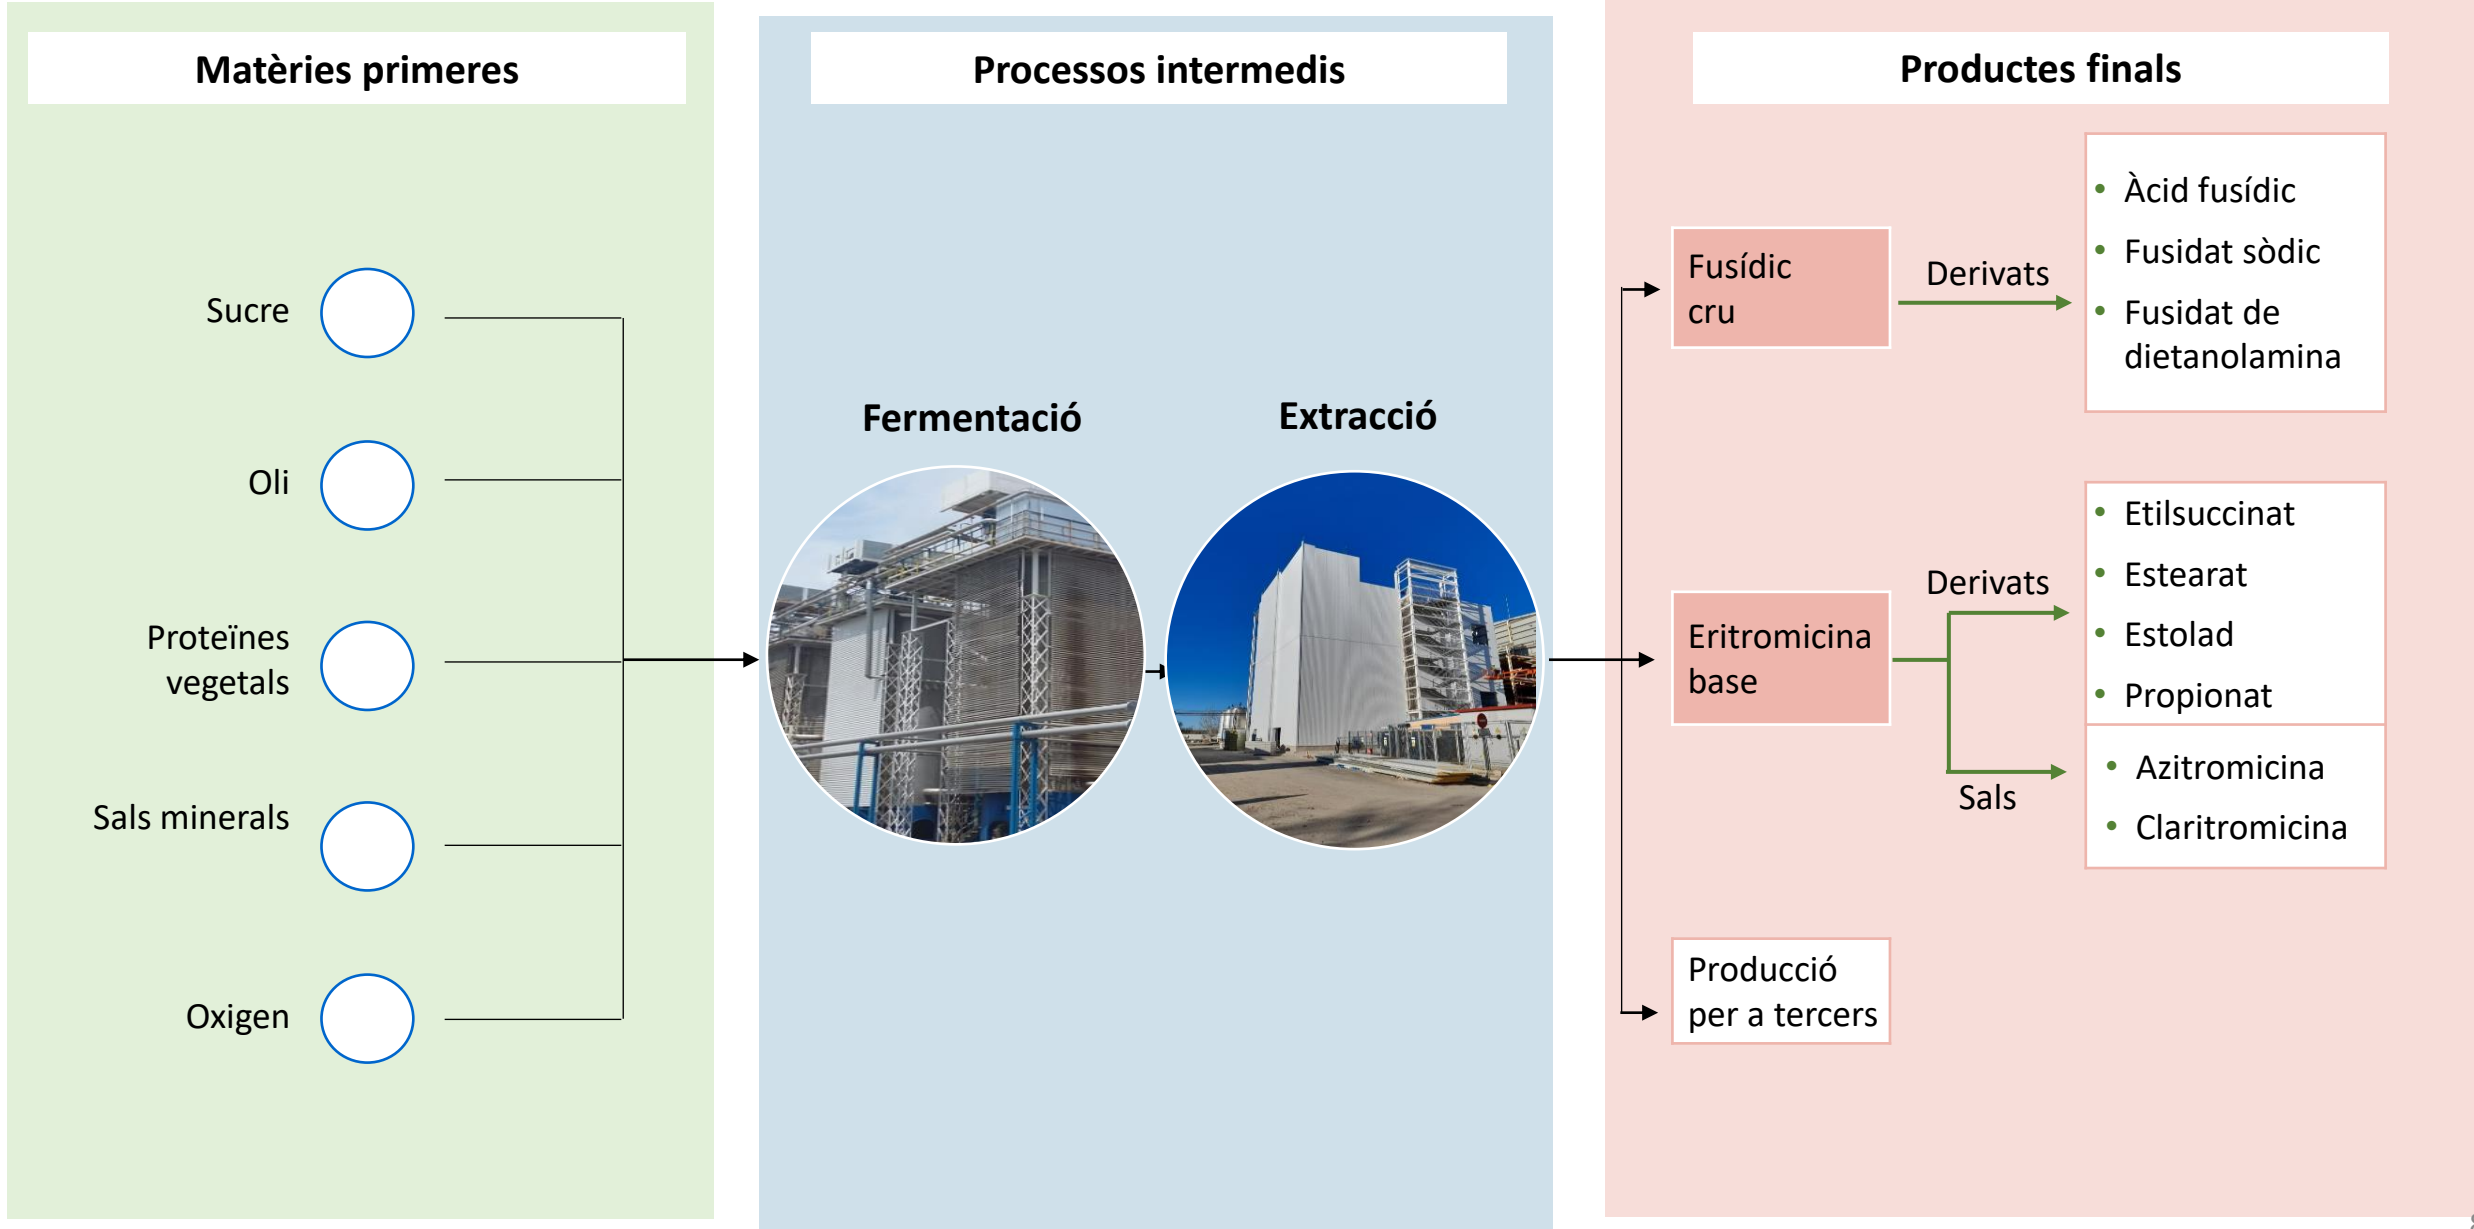 Matèries primeres
Sucre
Oli
Proteïnes
vegetals
Sals minerals
Oxigen
Processos intermedis
Fermentació
Extracció
Productes finals
Fusídic
cru
Derivats
• Àcid fusídic
• Fusidat sòdic
• Fusidat de
dietanolamina
Eritromicina
base
Derivats
• Etilsuccinat
• Estearat
• Estolad
• Propionat
Sals
• Azitromicina
• Claritromicina
Producció
per a tercers